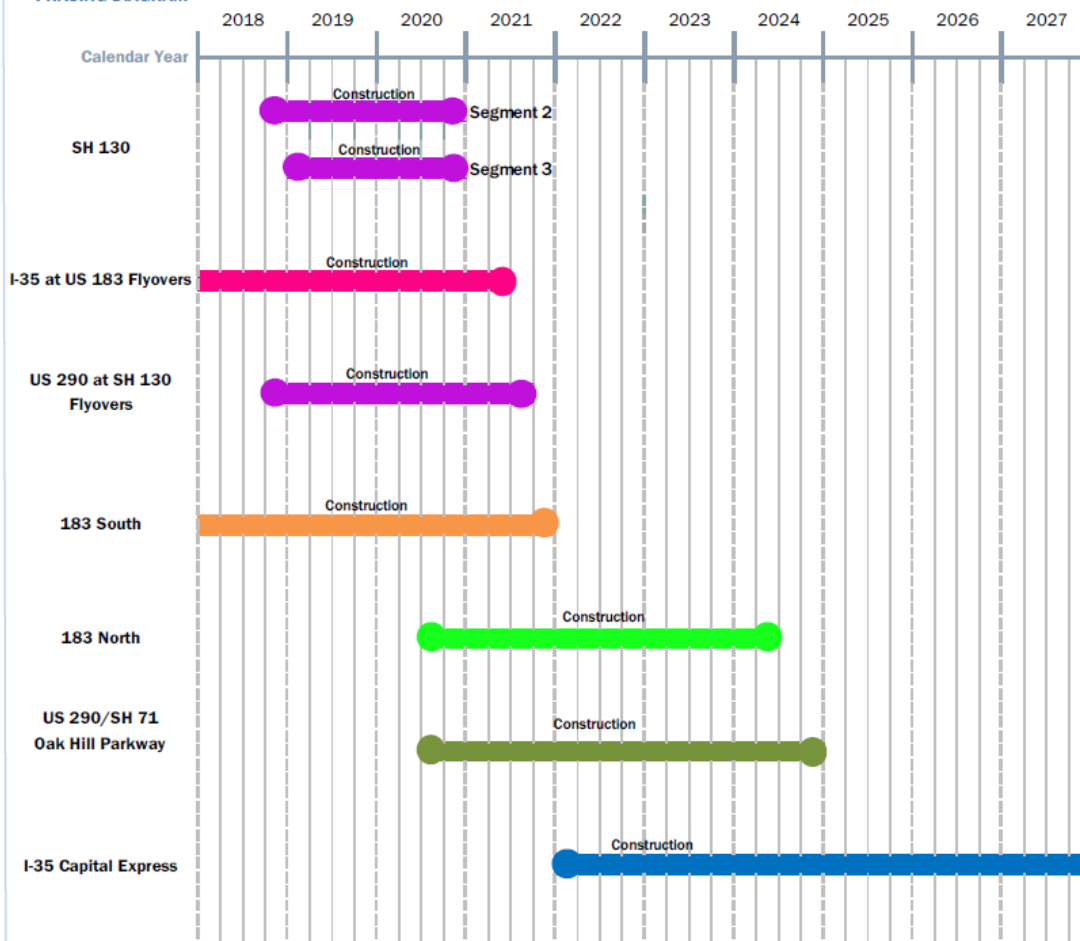 2018 2019 2020 2021 2022 2023 2024 2025 2026 2027
Calendar Year
Construction
Segment 2
SH 130
Construction
Segment 3
Construction
I-35 at US 183 Flyovers
Construction
US 290 at SH 130
Flyovers
Construction
183 South
Construction
183 North
US 290/SH 71
Oak Hill Parkway
Construction
Construction
I-35 Capital Express